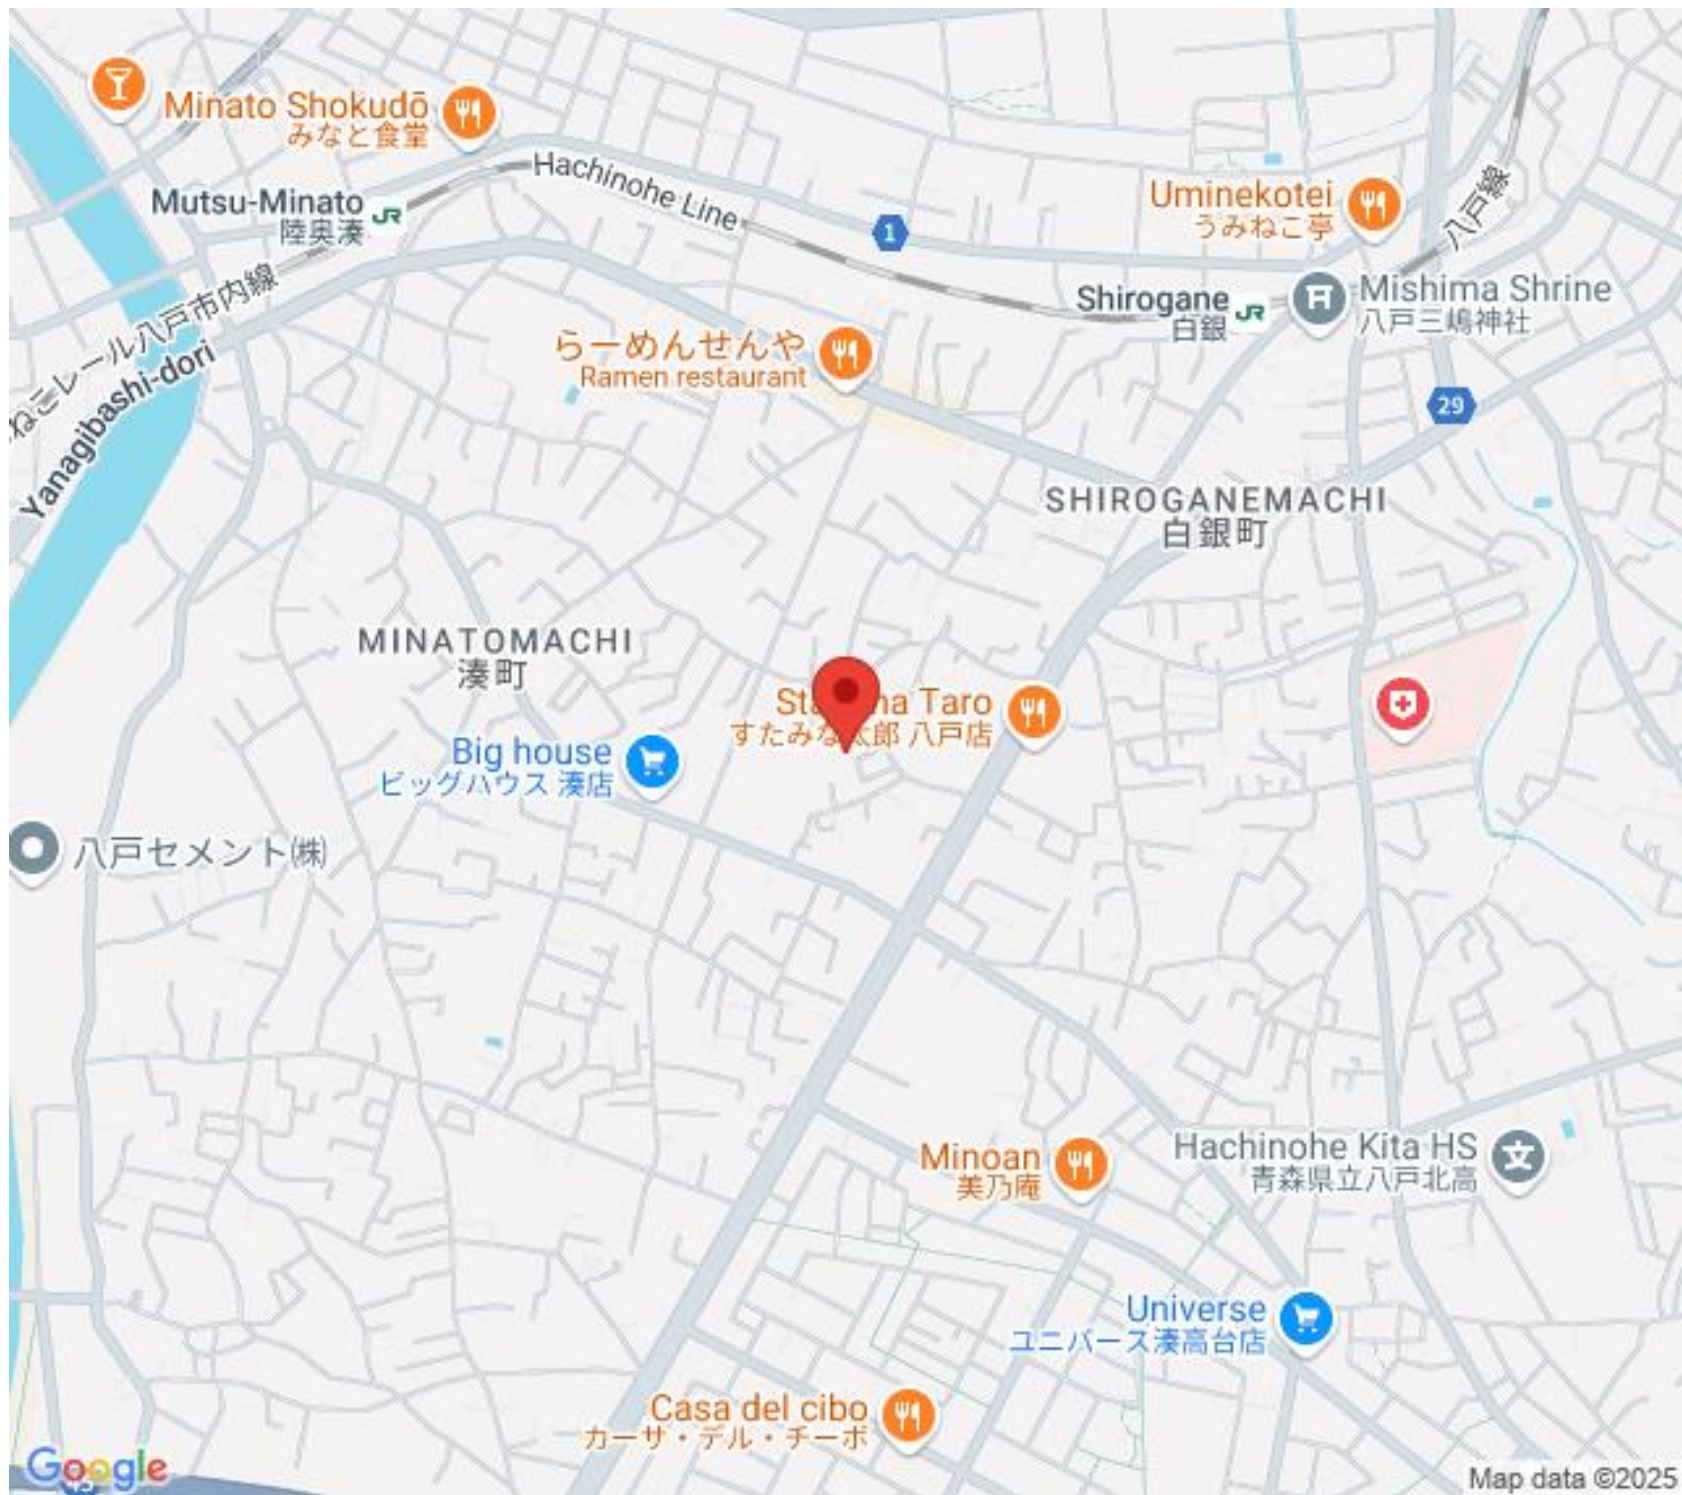 Minato Shokudō
みなと食堂
Hachinohe Line
Mutsu-Minato
陸奥湊
JR
1
Uminekotei
うみねこ亭
八戸線
Shirogane
白銀
JR
Mishima Shrine
八戸三嶋神社
ねこレール八戸市内線
Yanagibashi-dori
らーめんせんや
Ramen restaurant
29
SHIROGANEMACHI
白銀町
MINATOMACHI
湊町
Taro
八戸店
Big house
ビッグハウス 湊店
八戸セメント㈱
Minoan
美乃庵
Hachinohe Kita HS
青森県立八戸北高
文
Universe
ユニバース湊高台店
Casa del cibo
カーサ・デル・チーボ
Google
Map data ©2025